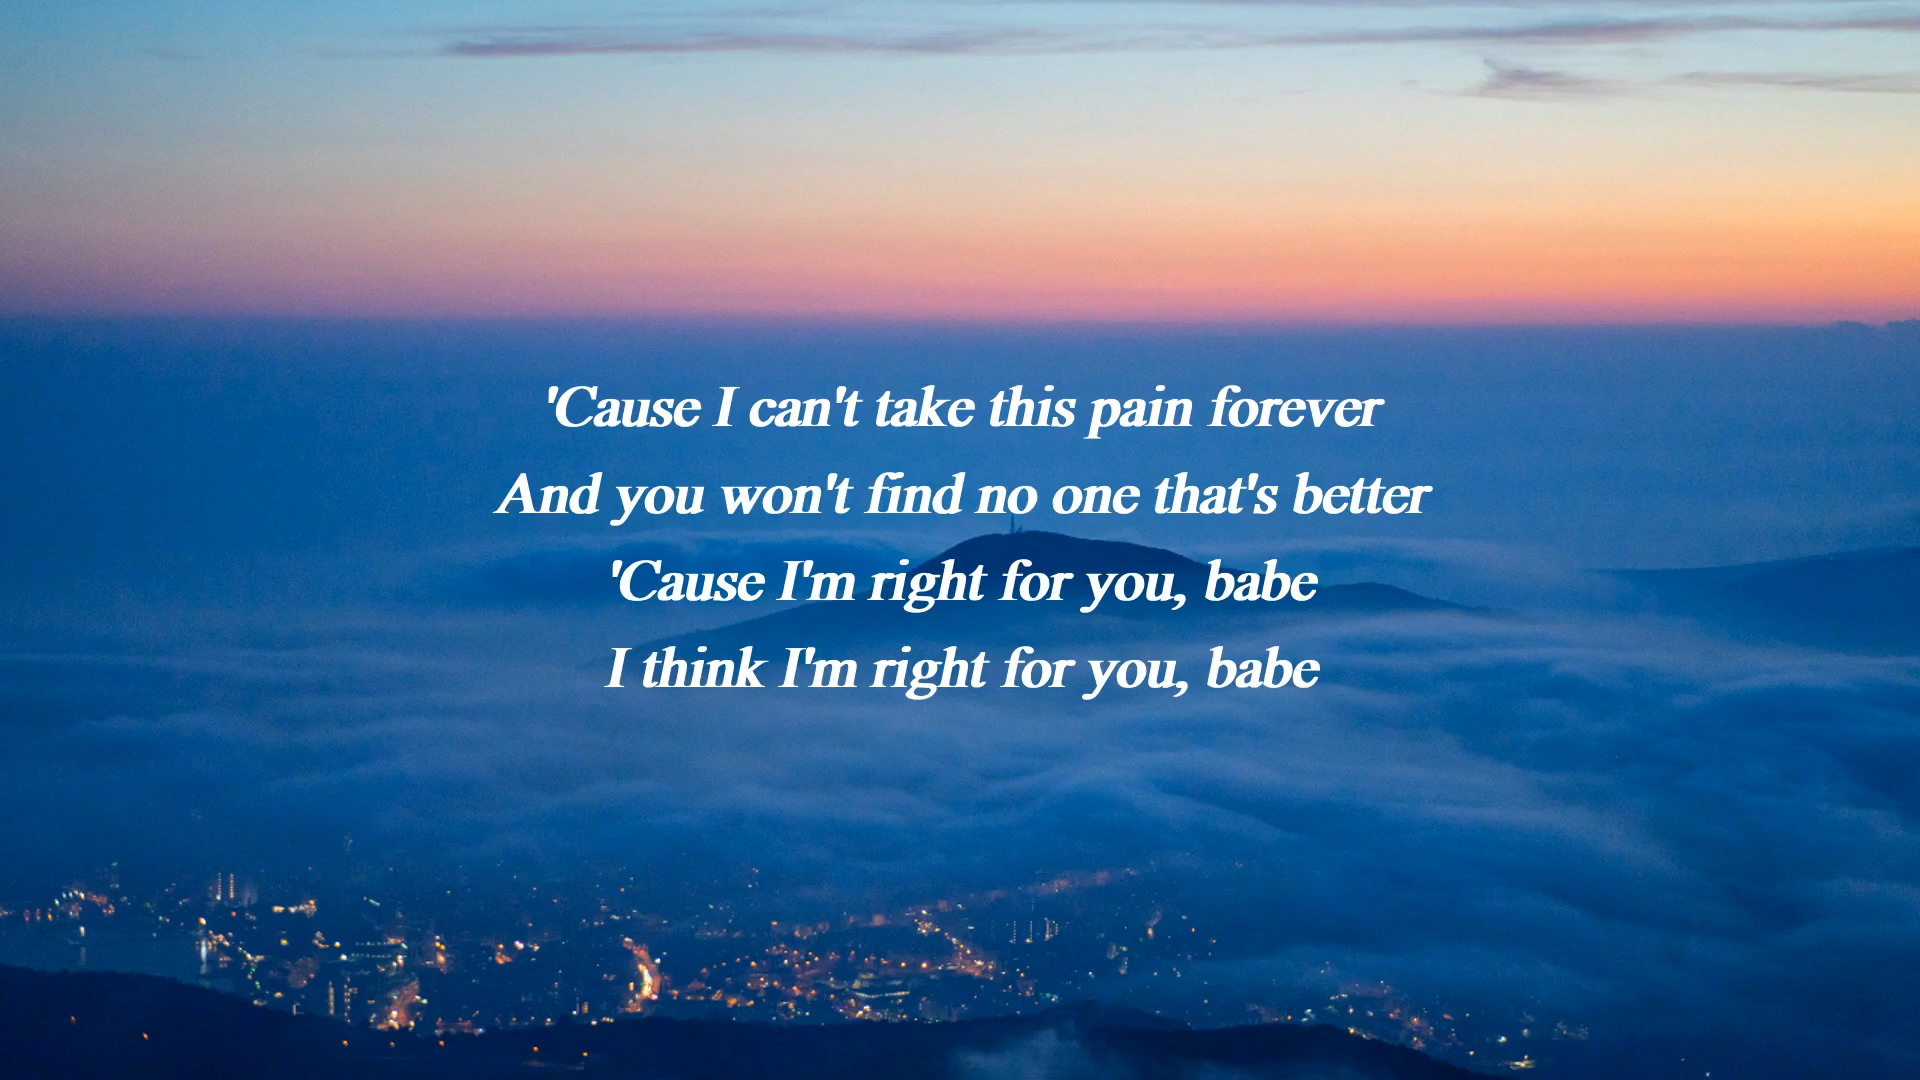 'Cause I can't take this pain forever
And you won't find no one that's better
'Cause I'm right for you, babe
I think I'm right for you, babe